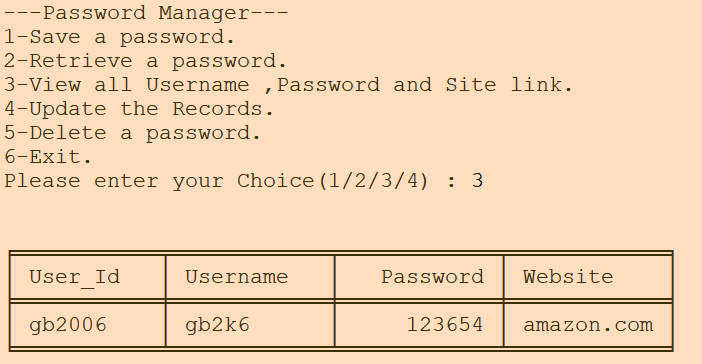 ---Password Manager---
1-Save a password.
2-Retrieve a password.
3-View all Username ,Password and Site link.
4-Update the Records.
5-Delete a password.
6-Exit.
Please enter your Choice(1/2/3/4) : 3
User_Id Username Password Website
gb2006 gb2k6 123654 amazon.com